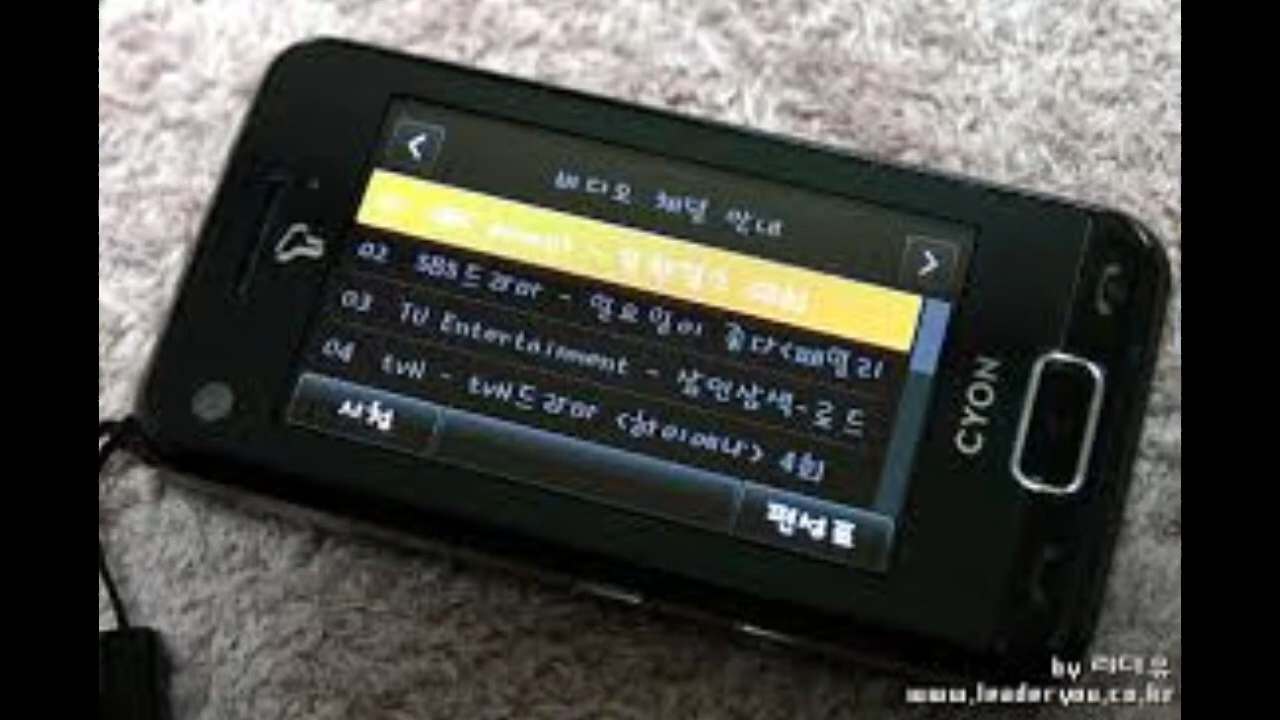 비디오 채널 안내
02 SBS드라마 - 일요일이 좋다<패밀리
03 TU Entertainment - 삼인삼색-로드
04 tvN - tvN드라마 <맞이애나> 4회
시청
편성표
CYON
by 리더유
www.leaderyou.co.kr